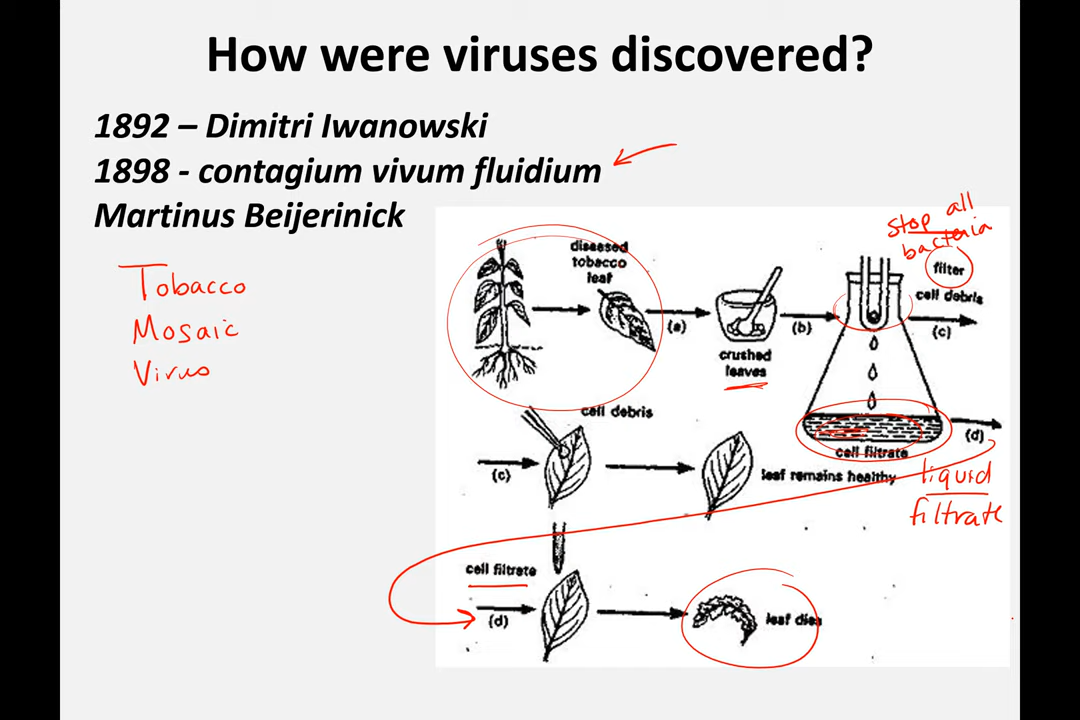 How were viruses discovered?
1892 – Dimitri Iwanowski
1898 - contagium vivum fluidium
Martinus Beijerinick
Tobacco
Mosaic
Virus
stop all
bacteria
diseased
tobacco
leaf
filter
cell debris
(a)
(b)
(c)
crushed
leaves
cell debris
(d)
cell filtrate
(c)
leaf remains healthy
liquid
filtrate
cell filtrate
(d)
leaf dies